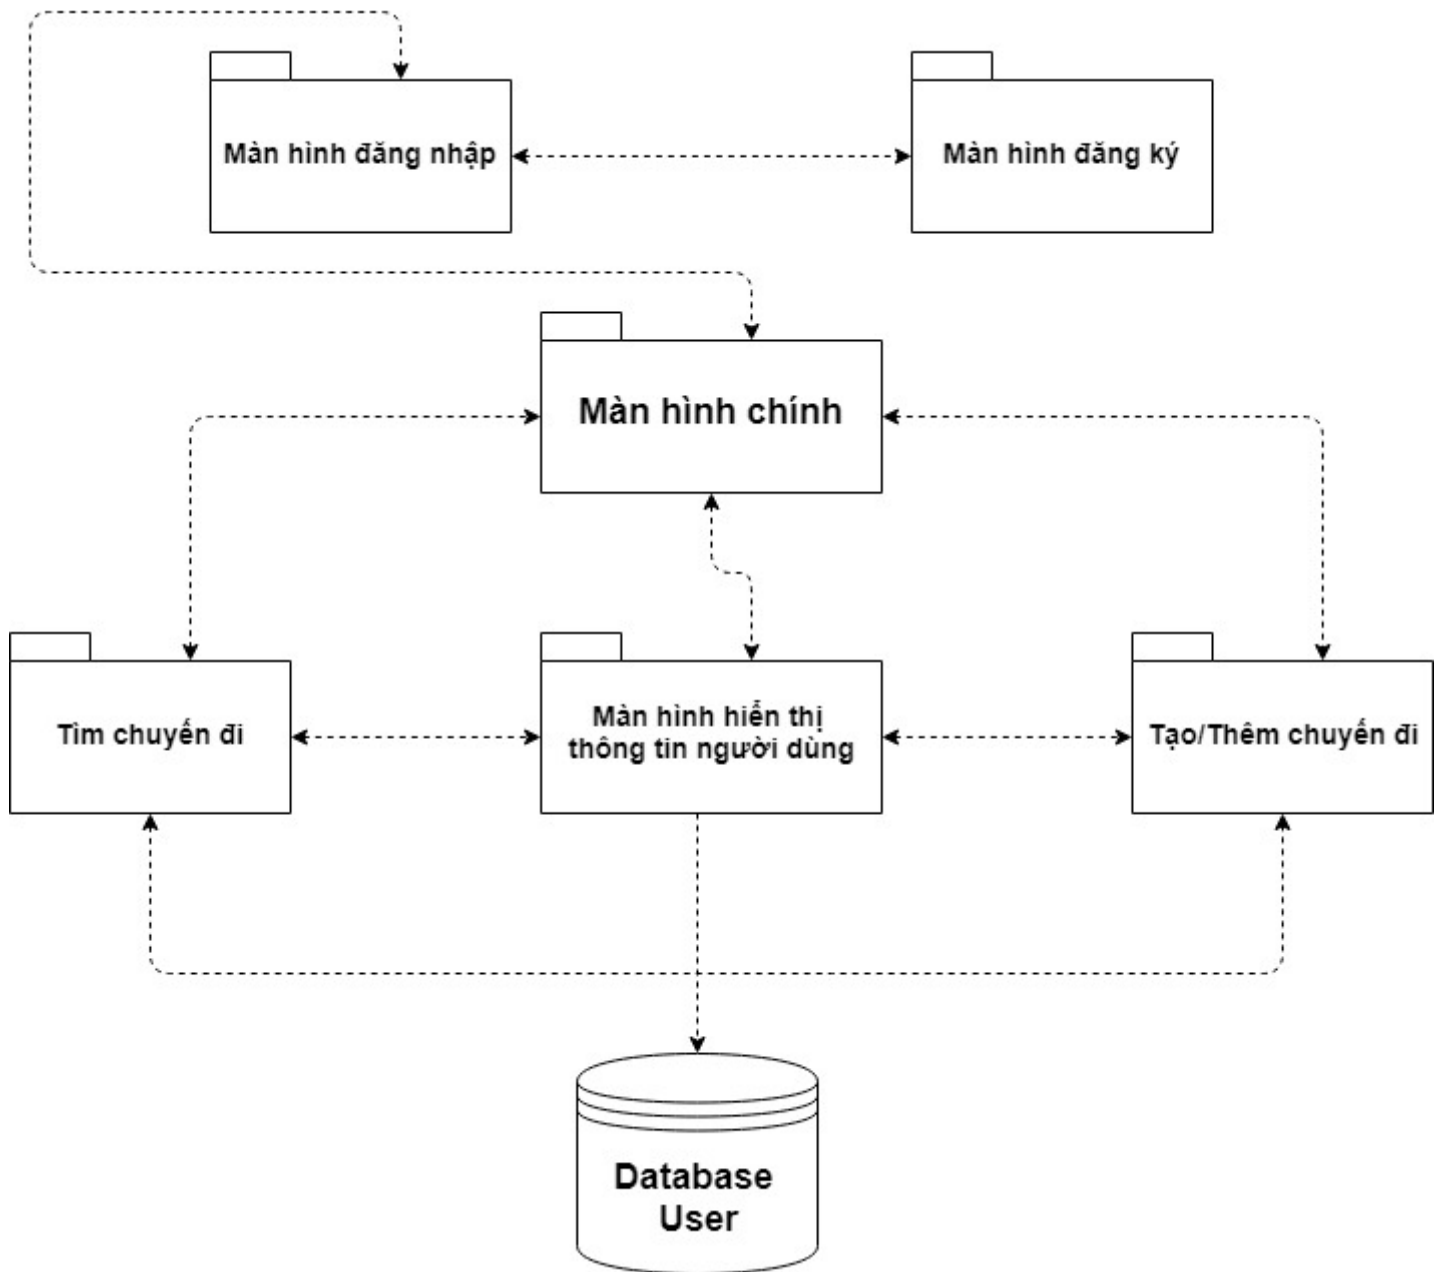 Màn hình đăng nhập
Màn hình đăng ký
Màn hình chính
Tìm chuyến đi
Màn hình hiển thị
thông tin người dùng
Tạo/Thêm chuyến đi
Database
User